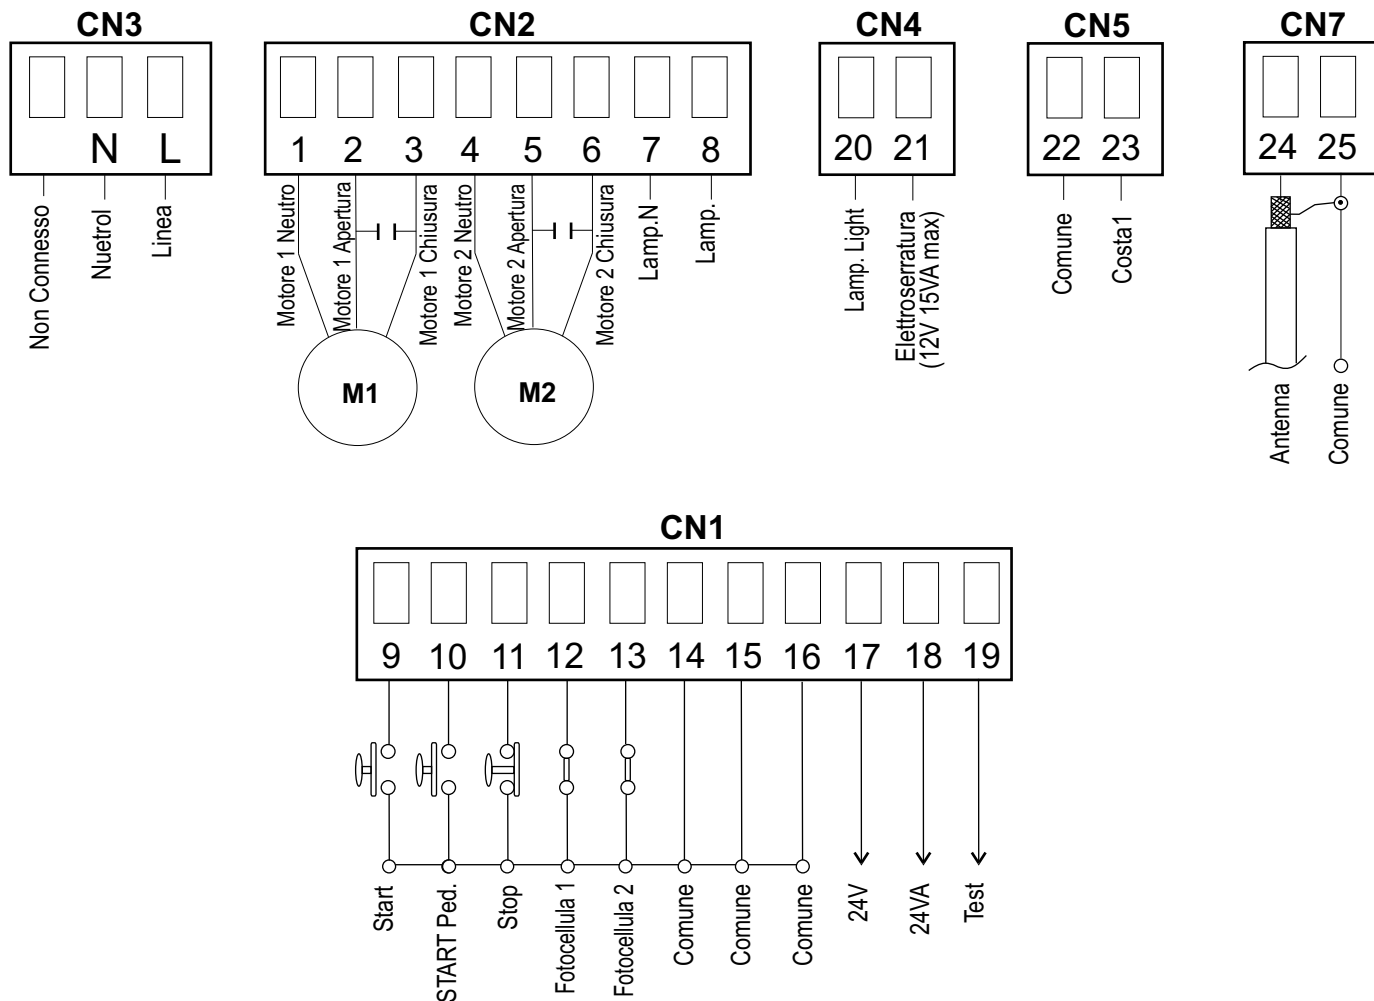 CN3
CN2
CN4
CN5
CN7
N L
1 2 3 4 5 6 7 8
20 21
22 23
24 25
Non Connesso
Nuetrol
Linea
Motore 1 Neutro
Motore 1 Apertura
Motore 1 Chiusura
Motore 2 Neutro
Motore 2 Apertura
Motore 2 Chiusura
Lamp.N
Lamp.
Lamp. Light
Elettroserratura
(12V 15VA max)
Comune
Costa1
M1
M2
Antenna
Comune
CN1
9 10 11 12 13 14 15 16 17 18 19
Start
START Ped.
Stop
Fotocellula 1
Fotocellula 2
Comune
Comune
Comune
24V
24VA
Test